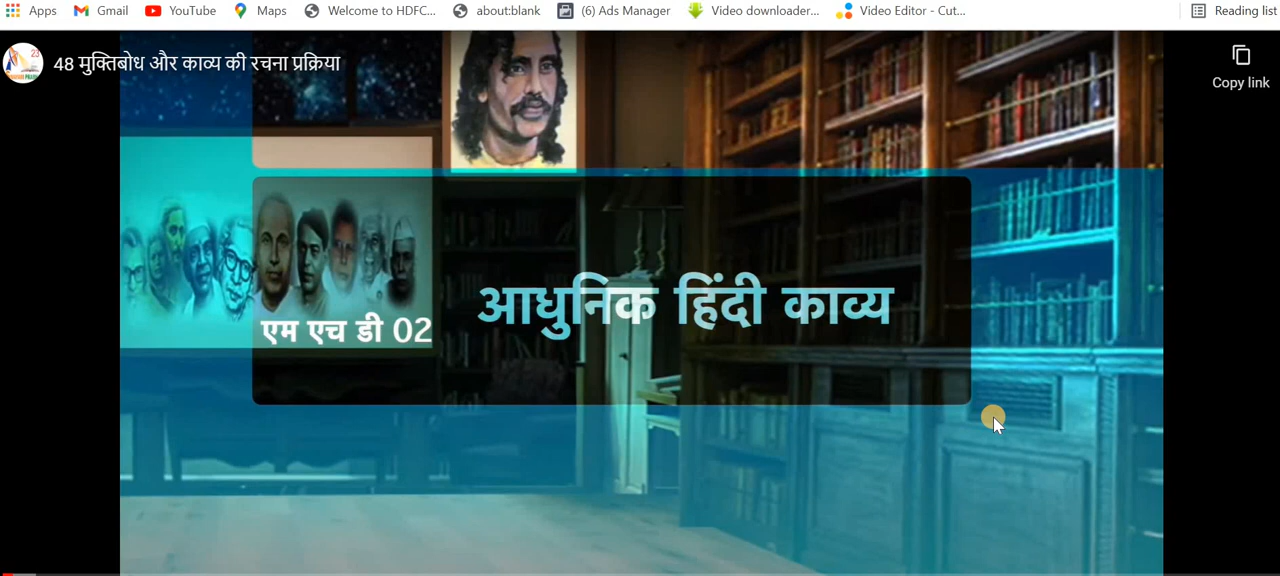 Apps Gmail YouTube Maps Welcome to HDFC... about:blank (6) Ads Manager Video downloader... Video Editor - Cut... Reading list
48 मुक्तिबोध और काव्य की रचना प्रक्रिया
Copy link
आधुनिक हिंदी काव्य
एम एच डी 02